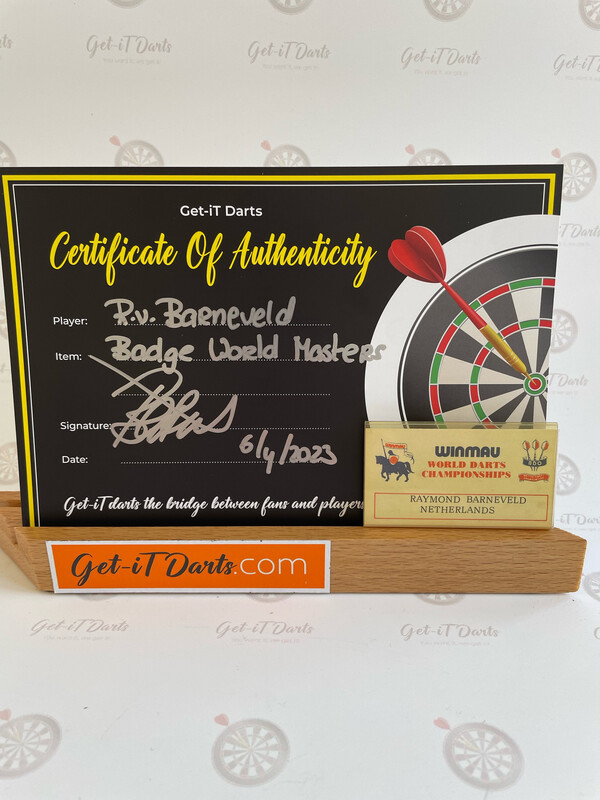 Get-iT Darts
Certificate Of Authenticity
Player: R.v. Barneveld
Item: Badge World Masters
Signature:
Date: 6/4/2023
Get-iT darts the bridge between fans and players
WINMAU
WORLD DARTS
CHAMPIONSHIPS
BDO
RAYMOND BARNEVELD
NETHERLANDS
Get-iT Darts.com